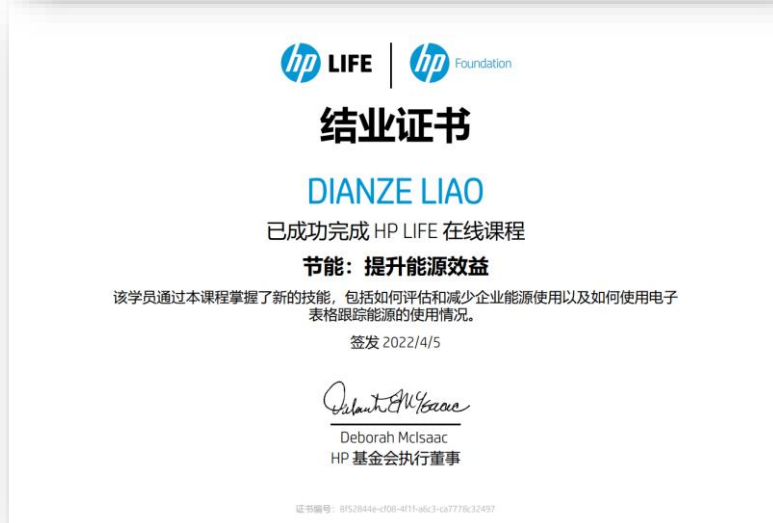 hp LIFE hp Foundation
结业证书
DIANZE LIAO
已成功完成 HP LIFE 在线课程
节能：提升能源效益
该学员通过本课程掌握了新的技能，包括如何评估和减少企业能源使用以及如何使用电子
表格跟踪能源的使用情况。
签发 2022/4/5
Deborah McIsaac
HP 基金会执行董事
证书编号：8f52844e-cf08-4f11-a6c3-ca7778c32497